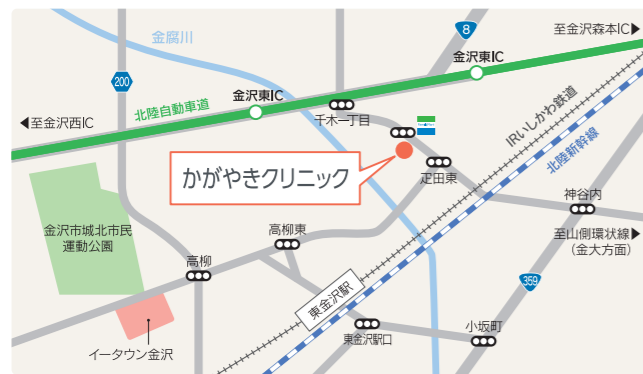 金腐川
8
至金沢森本IC▶
金沢東IC
200
金沢東IC
北陸自動車道
◀至金沢西IC
千木一丁目
IRいしかわ鉄道
北陸新幹線
かがやきクリニック
疋田東
神谷内
金沢市城北市民
運動公園
高柳東
至山側環状線▶
(金大方面)
高柳
359
東金沢駅
イータウン金沢
東金沢駅口
小坂町